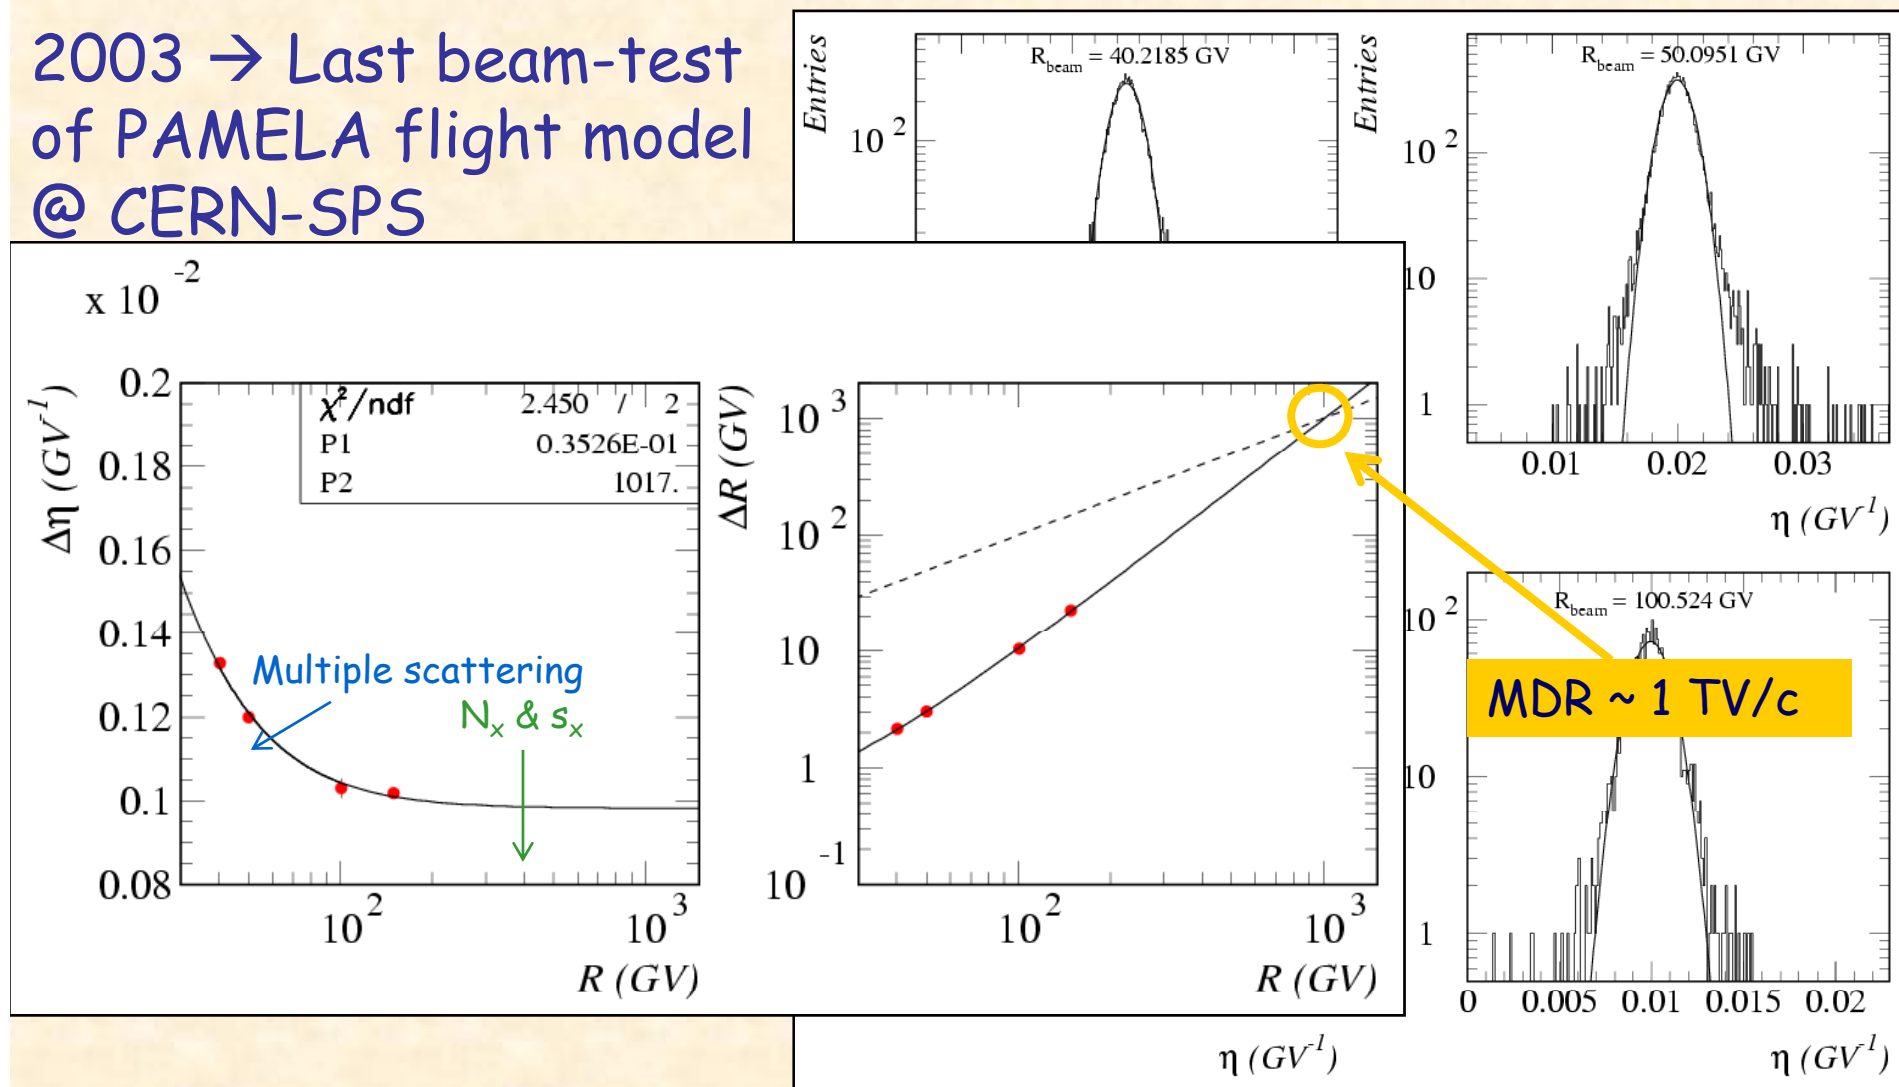 2003 → Last beam-test
of PAMELA flight model
@ CERN-SPS
Entries
R_beam = 40.2185 GV
10^2
Entries
R_beam = 50.0951 GV
10^2
10
1
0.01 0.02 0.03
η (GV^-1)
x 10^-2
Δη (GV^-1)
0.2
0.18
0.16
0.14
0.12
0.1
0.08
χ²/ndf 2.450 / 2
P1 0.3526E-01
P2 1017.
Multiple scattering
N_x & s_x
10^2 10^3
R (GV)
ΔR (GV)
10^3
10^2
10
1
10^-1
10^2 10^3
R (GV)
R_beam = 100.524 GV
10^2
10
1
MDR ~ 1 TV/c
0 0.005 0.01 0.015 0.02
η (GV^-1)
η (GV^-1)